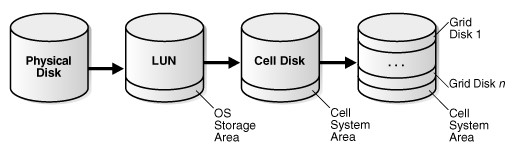 Physical
Disk
LUN
OS
Storage
Area
Cell Disk
Cell
System
Area
Grid
Disk 1
...
Grid Disk n
Cell
System
Area